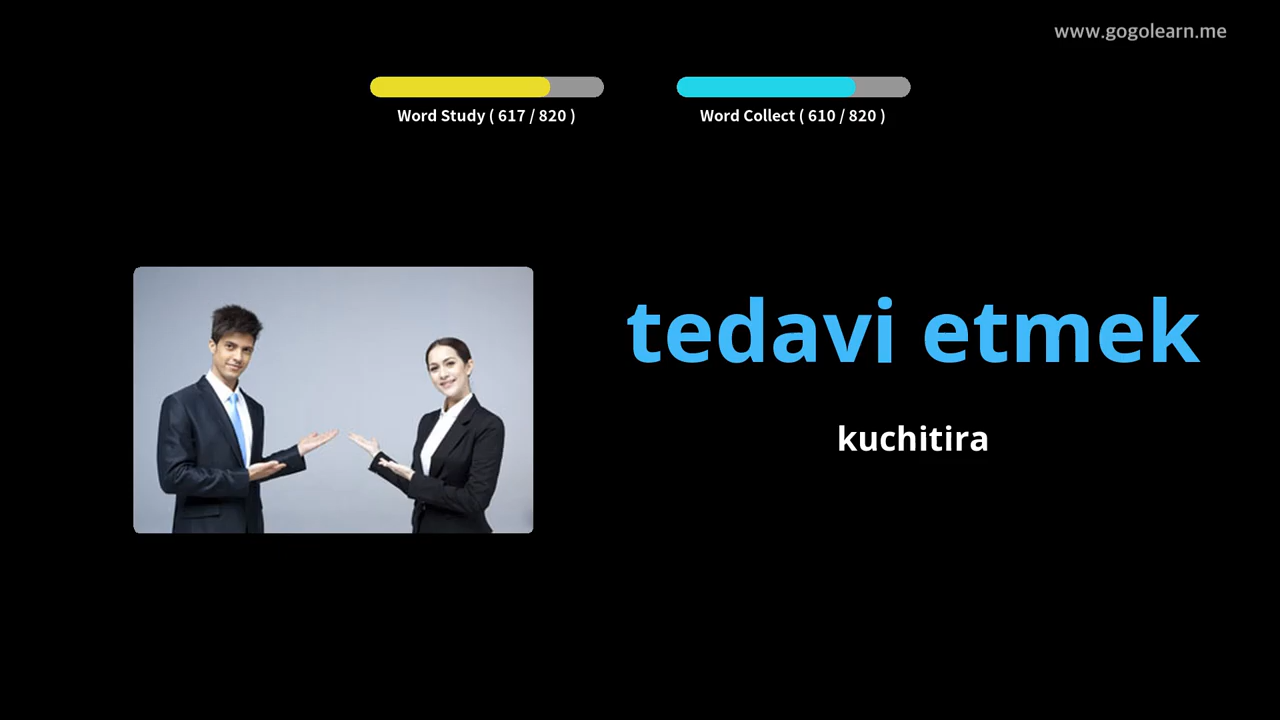 www.gogolearn.me
Word Study ( 617 / 820 )
Word Collect ( 610 / 820 )
tedavi etmek
kuchitira